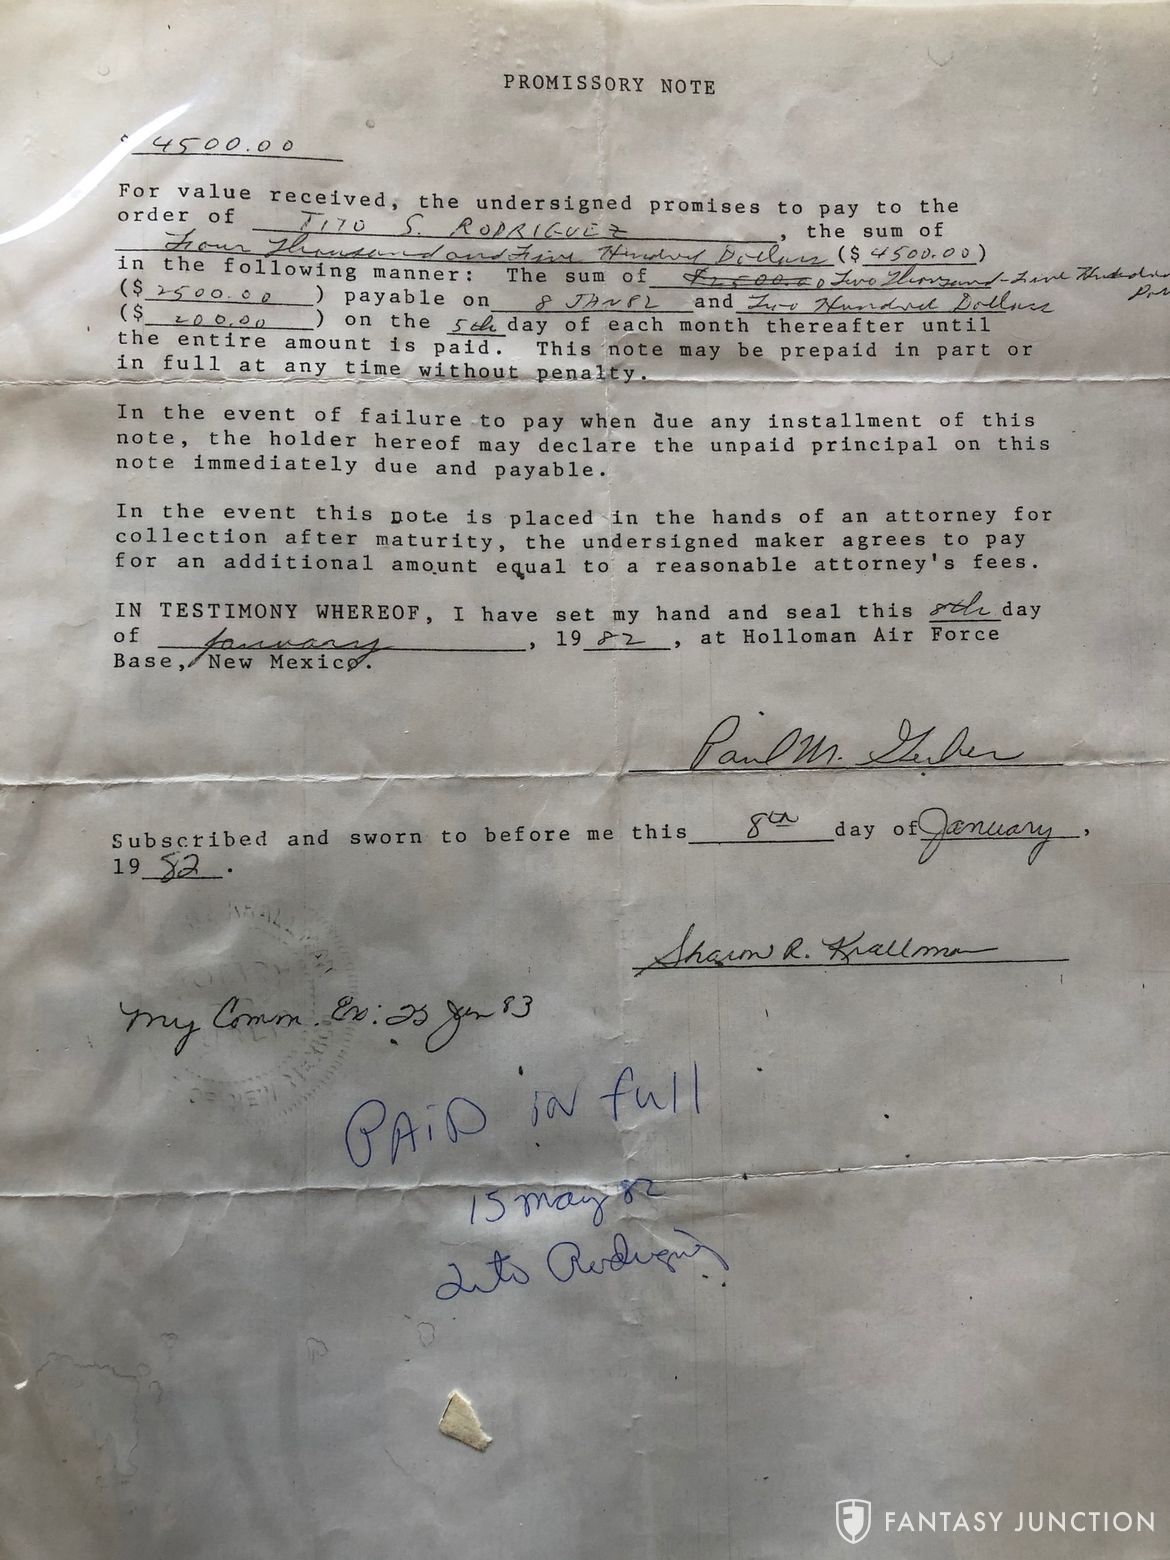 PROMISSORY NOTE
$ 4500.00
For value received, the undersigned promises to pay to the
order of TITO S. RODRIGUEZ, the sum of
Four Thousand and Five Hundred Dollars ($ 4500.00)
in the following manner: The sum of $2500.00 Two Thousand-Five Hundred
($ 2500.00 ) payable on 8 JAN 82 and Two Hundred Dollars
($ 200.00 ) on the 5th day of each month thereafter until
the entire amount is paid. This note may be prepaid in part or
in full at any time without penalty.
In the event of failure to pay when due any installment of this
note, the holder hereof may declare the unpaid principal on this
note immediately due and payable.
In the event this note is placed in the hands of an attorney for
collection after maturity, the undersigned maker agrees to pay
for an additional amount equal to a reasonable attorney's fees.
IN TESTIMONY WHEREOF, I have set my hand and seal this 8th day
of January, 1982, at Holloman Air Force
Base, New Mexico.
Paul M. Gerber
Subscribed and sworn to before me this 8th day of January,
1982.
Sharon R. Kralloman
My Comm. Ex: 25 Jan 83
PAID in full
15 may 82
Tito Rodriguez
FANTASY JUNCTION